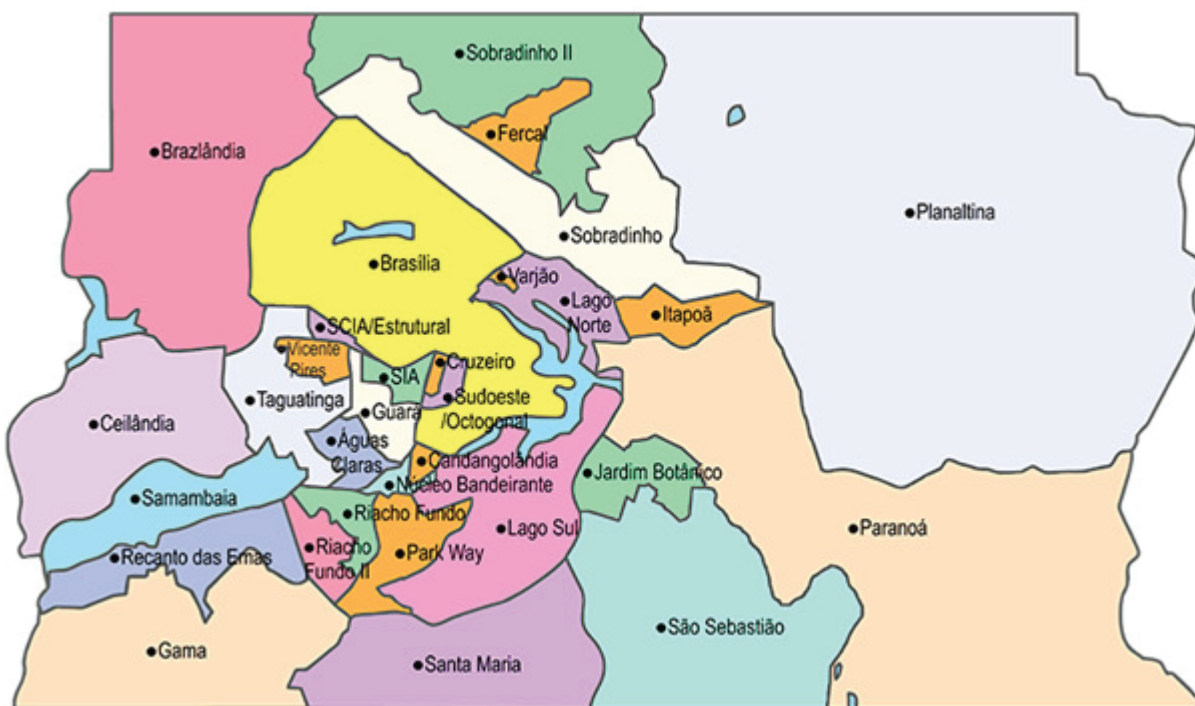 Sobradinho II
Fercal
Brazlândia
Planaltina
Sobradinho
Brasília
Varjão
Lago
Norte
Itapoã
SCIA/Estrutural
Vicente
Pires
Cruzeiro
SIA
Sudoeste
/Octogonal
Taguatinga
Guará
Ceilândia
Águas
Claras
Candangolândia
Jardim Botânico
Núcleo Bandeirante
Samambaia
Riacho Fundo
Lago Sul
Paranoá
Riacho
Fundo II
Park Way
Recanto das Emas
São Sebastião
Gama
Santa Maria